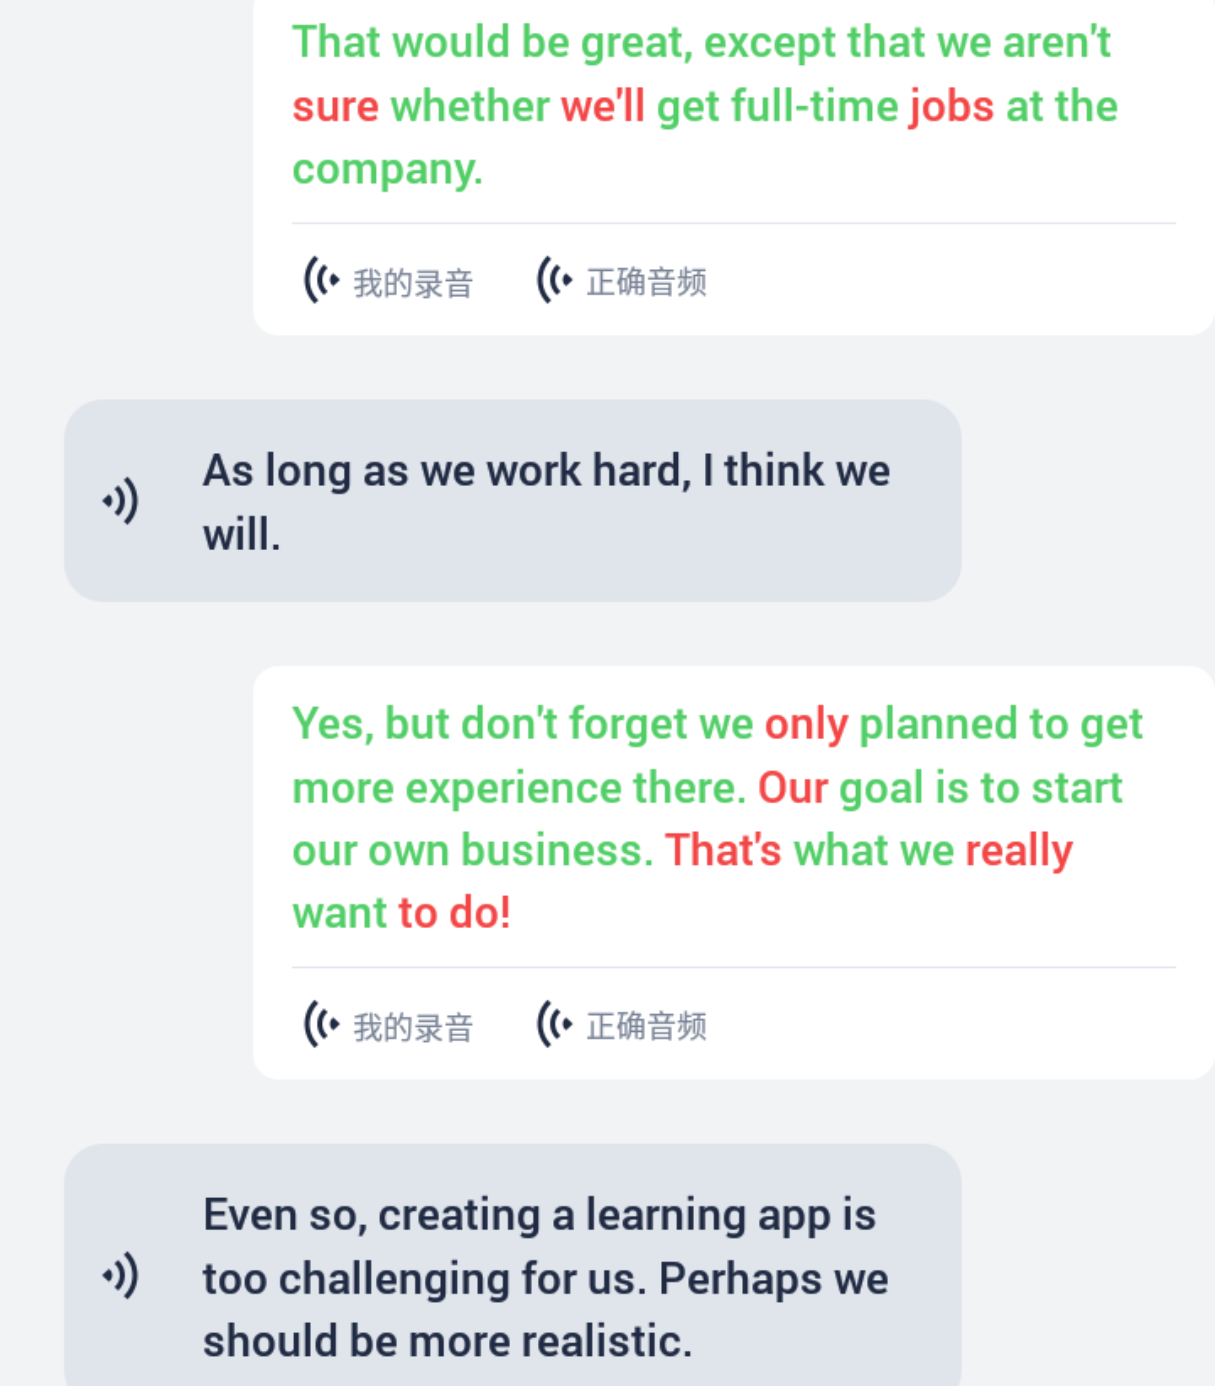 That would be great, except that we aren't
sure whether we'll get full-time jobs at the
company.
我的录音 正确音频
As long as we work hard, I think we
will.
Yes, but don't forget we only planned to get
more experience there. Our goal is to start
our own business. That's what we really
want to do!
我的录音 正确音频
Even so, creating a learning app is
too challenging for us. Perhaps we
should be more realistic.